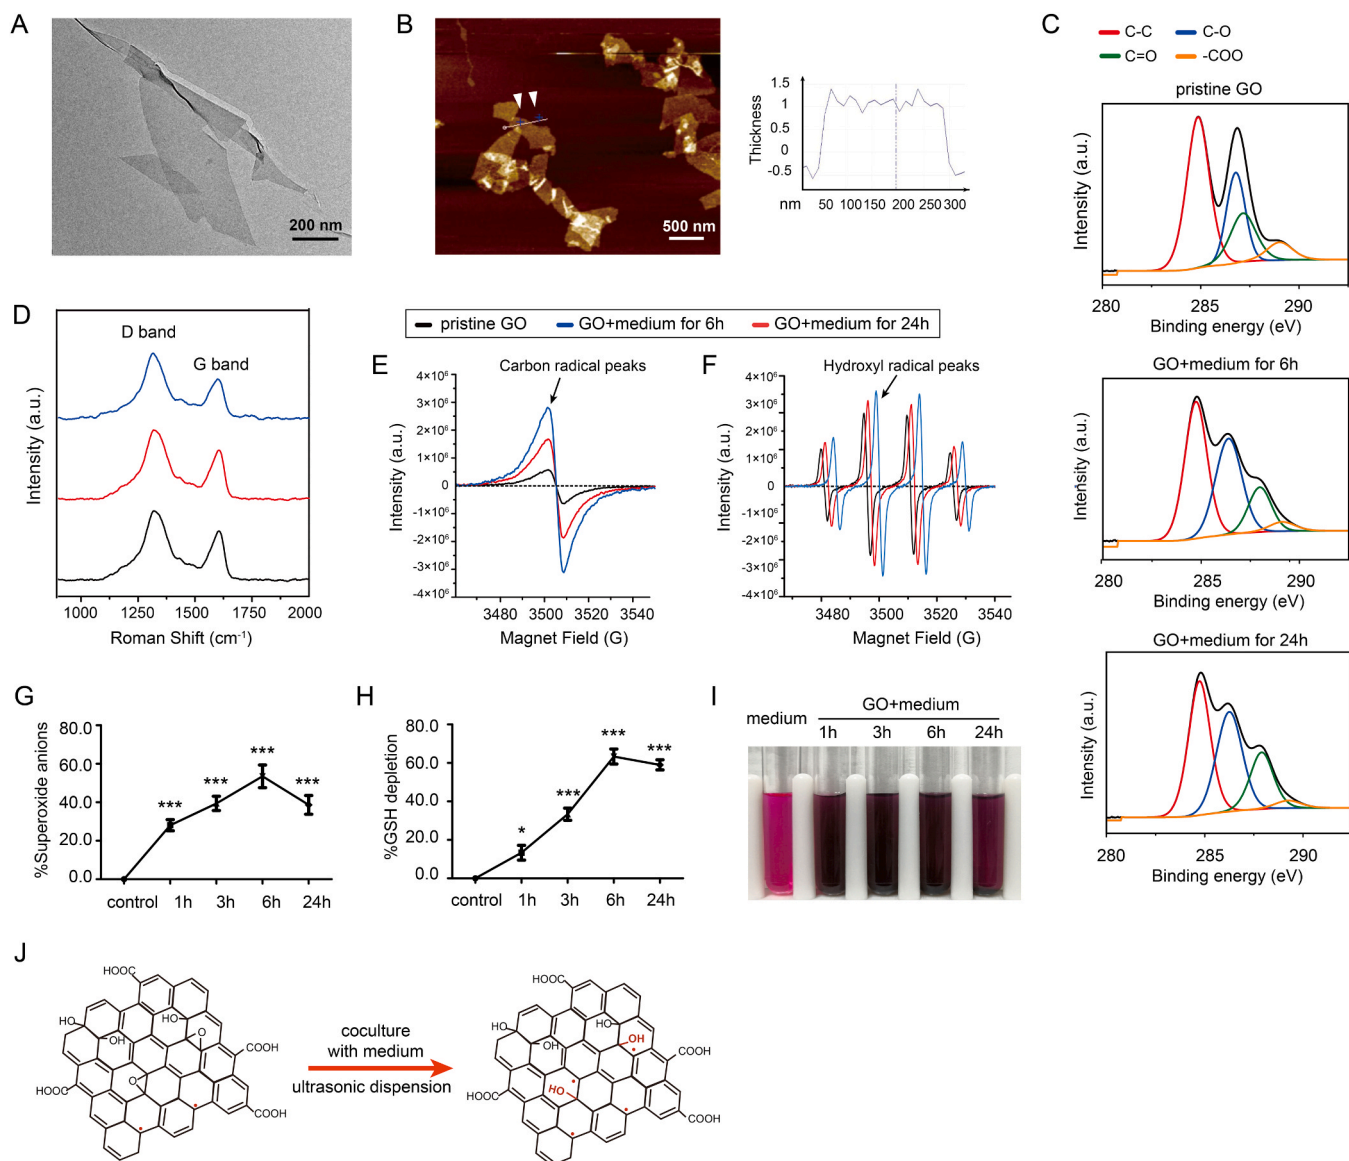 A
200 nm
B
500 nm
Thickness
1.5
1
0
-0.5
nm 50 100 150 200 250 300
C
C-C C-O
C=O -COO
pristine GO
Intensity (a.u.)
280 285 290
Binding energy (eV)
GO+medium for 6h
Intensity (a.u.)
280 285 290
Binding energy (eV)
GO+medium for 24h
Intensity (a.u.)
280 285 290
Binding energy (eV)
D
D band
G band
Intensity (a.u.)
1000 1250 1500 1750 2000
Roman Shift (cm⁻¹)
pristine GO GO+medium for 6h GO+medium for 24h
E
Carbon radical peaks
Intensity (a.u.)
4×10⁶
3×10⁶
2×10⁶
1×10⁶
0
-1×10⁶
-2×10⁶
-3×10⁶
-4×10⁶
3480 3500 3520 3540
Magnet Field (G)
F
Hydroxyl radical peaks
Intensity (a.u.)
4×10⁶
3×10⁶
2×10⁶
1×10⁶
0
-1×10⁶
-2×10⁶
-3×10⁶
-4×10⁶
3480 3500 3520 3540
Magnet Field (G)
G
%Superoxide anions
80.0
60.0
40.0
20.0
0.0
*** *** *** ***
control 1h 3h 6h 24h
H
%GSH depletion
80.0
60.0
40.0
20.0
0.0
* *** *** ***
control 1h 3h 6h 24h
I
GO+medium
medium 1h 3h 6h 24h
J
HOOC
HO
HO
OH
O
O
COOH
HOOC
COOH
coculture
with medium
ultrasonic dispension
HOOC
HO
OH
OH
COOH
HO
HOOC
COOH